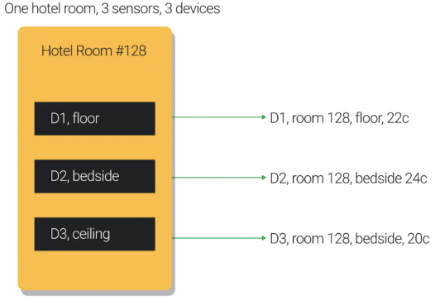 One hotel room, 3 sensors, 3 devices
Hotel Room #128
D1, floor
D1, room 128, floor, 22c
D2, bedside
D2, room 128, bedside 24c
D3, ceiling
D3, room 128, bedside, 20c